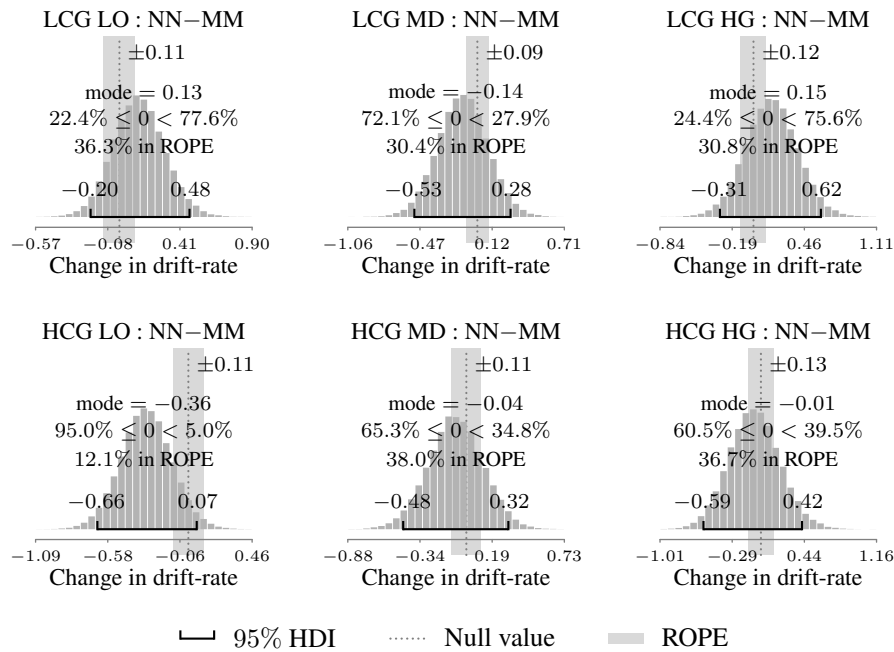 LCG LO : NN−MM
±0.11
mode = 0.13
22.4% ≤ 0 < 77.6%
36.3% in ROPE
−0.20 0.48
−0.57 −0.08 0.41 0.90
Change in drift-rate
LCG MD : NN−MM
±0.09
mode = −0.14
72.1% ≤ 0 < 27.9%
30.4% in ROPE
−0.53 0.28
−1.06 −0.47 0.12 0.71
Change in drift-rate
LCG HG : NN−MM
±0.12
mode = 0.15
24.4% ≤ 0 < 75.6%
30.8% in ROPE
−0.31 0.62
−0.84 −0.19 0.46 1.11
Change in drift-rate
HCG LO : NN−MM
±0.11
mode = −0.36
95.0% ≤ 0 < 5.0%
12.1% in ROPE
−0.66 0.07
−1.09 −0.58 −0.06 0.46
Change in drift-rate
HCG MD : NN−MM
±0.11
mode = −0.04
65.3% ≤ 0 < 34.8%
38.0% in ROPE
−0.48 0.32
−0.88 −0.34 0.19 0.73
Change in drift-rate
HCG HG : NN−MM
±0.13
mode = −0.01
60.5% ≤ 0 < 39.5%
36.7% in ROPE
−0.59 0.42
−1.01 −0.29 0.44 1.16
Change in drift-rate
95% HDI Null value ROPE